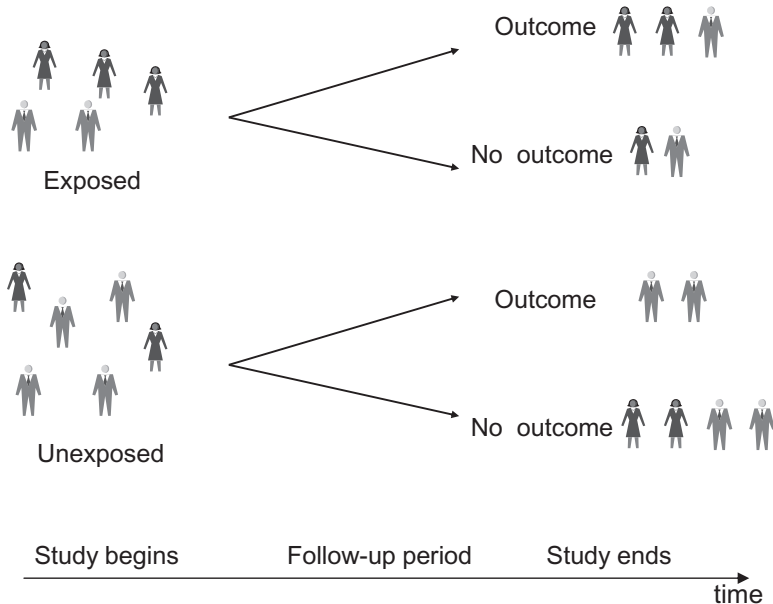 Outcome
No outcome
Exposed
Outcome
No outcome
Unexposed
Study begins
Follow-up period
Study ends
time